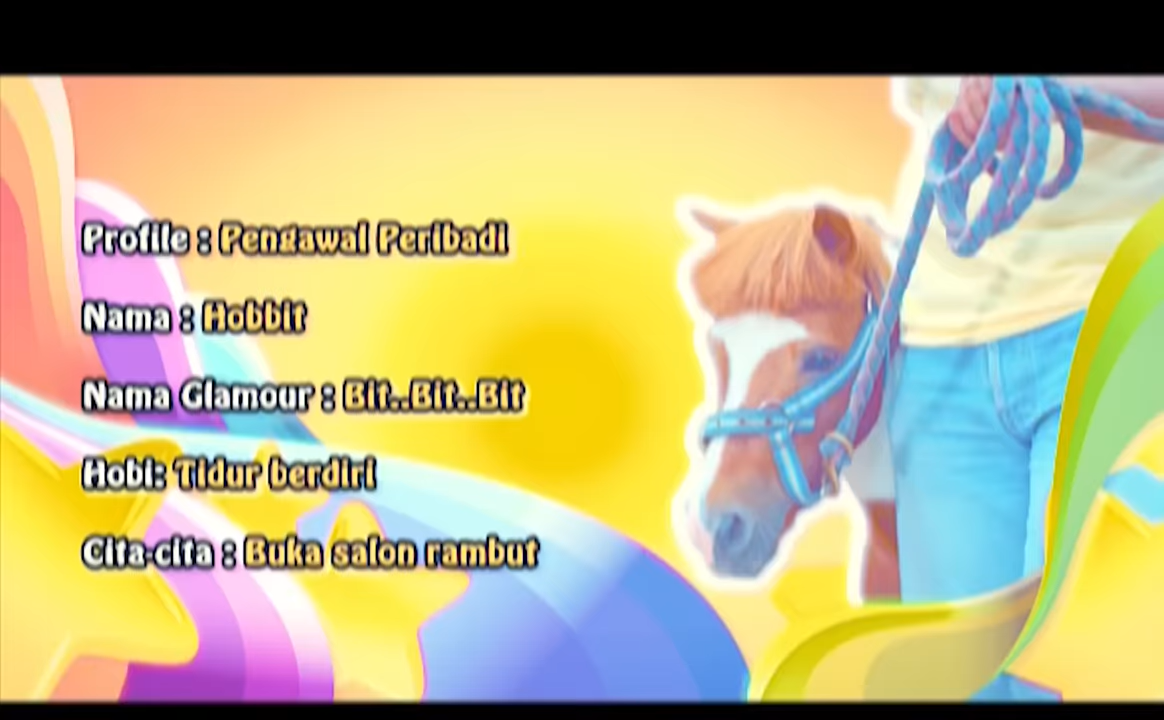 Profile : Pengawal Peribadi
Nama : Hobbit
Nama Glamour : Bit..Bit..Bit
Hobi: Tidur berdiri
Cita-cita : Buka salon rambut